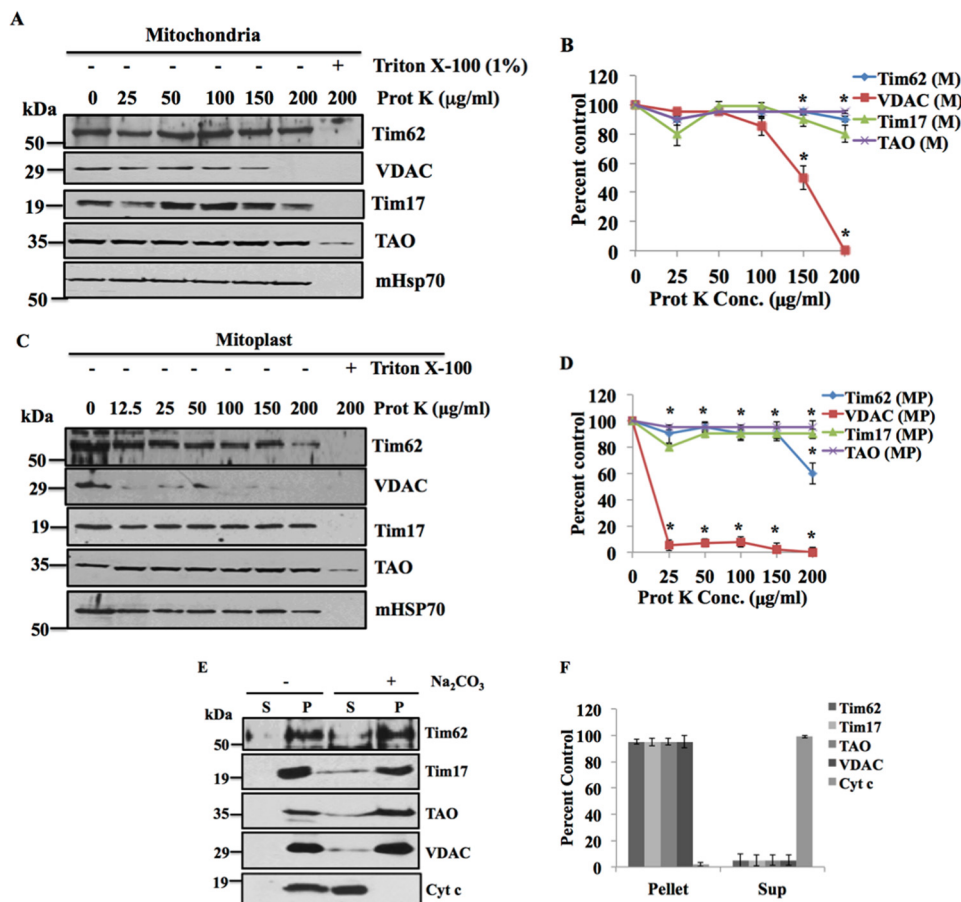 A
Mitochondria
- - - - - - + Triton X-100 (1%)
kDa 0 25 50 100 150 200 200 Prot K (µg/ml)
50 Tim62
29 VDAC
19 Tim17
35 TAO
50 mHsp70
B
Percent control
120
100
80
60
40
20
0
* *
*
*
0 25 50 100 150 200
Prot K Conc. (µg/ml)
Tim62 (M)
VDAC (M)
Tim17 (M)
TAO (M)
C
Mitoplast
- - - - - - - + Triton X-100
kDa 0 12.5 25 50 100 150 200 200 Prot K (µg/ml)
50 Tim62
29 VDAC
19 Tim17
35 TAO
50 mHSP70
D
Percent control
120
100
80
60
40
20
0
* * * * *
*
* * * * *
0 25 50 100 150 200
Prot K Conc. (µg/ml)
Tim62 (MP)
VDAC (MP)
Tim17 (MP)
TAO (MP)
E
- + Na₂CO₃
kDa S P S P
50 Tim62
19 Tim17
35 TAO
29 VDAC
19 Cyt c
F
Percent Control
120
100
80
60
40
20
0
Pellet Sup
Tim62
Tim17
TAO
VDAC
Cyt c